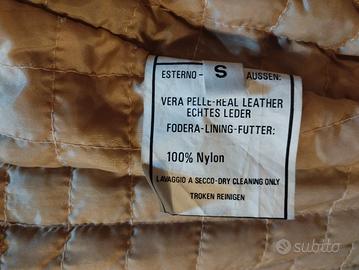 ESTERNO- S AUSSEN:
VERA PELLE-REAL LEATHER
ECHTES LEDER
FODERA-LINING-FUTTER:
100% Nylon
LAVAGGIO A SECCO-DRY CLEANING ONLY
TROKEN REINIGEN
subito